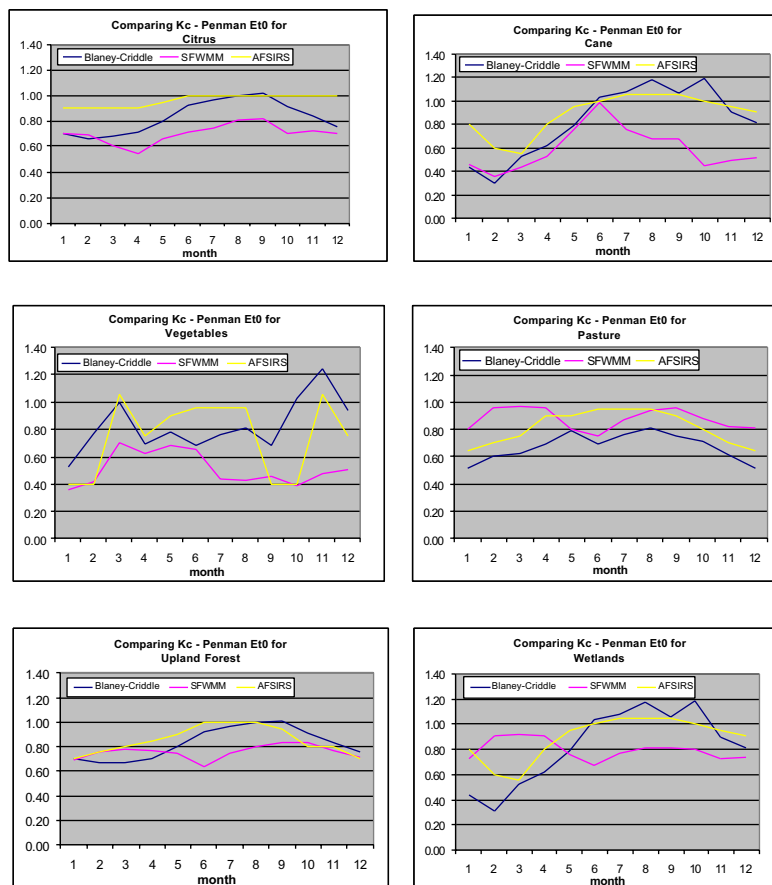 Comparing Kc - Penman Et0 for
Citrus
Blaney-Criddle SFWMM AFSIRS
1.40
1.20
1.00
0.80
0.60
0.40
0.20
0.00
1 2 3 4 5 6 7 8 9 10 11 12
month
Comparing Kc - Penman Et0 for
Cane
Blaney-Criddle SFWMM AFSIRS
1.40
1.20
1.00
0.80
0.60
0.40
0.20
0.00
1 2 3 4 5 6 7 8 9 10 11 12
month
Comparing Kc - Penman Et0 for
Vegetables
Blaney-Criddle SFWMM AFSIRS
1.40
1.20
1.00
0.80
0.60
0.40
0.20
0.00
1 2 3 4 5 6 7 8 9 10 11 12
month
Comparing Kc - Penman Et0 for
Pasture
Blaney-Criddle SFWMM AFSIRS
1.40
1.20
1.00
0.80
0.60
0.40
0.20
0.00
1 2 3 4 5 6 7 8 9 10 11 12
month
Comparing Kc - Penman Et0 for
Upland Forest
Blaney-Criddle SFWMM AFSIRS
1.40
1.20
1.00
0.80
0.60
0.40
0.20
0.00
1 2 3 4 5 6 7 8 9 10 11 12
month
Comparing Kc - Penman Et0 for
Wetlands
Blaney-Criddle SFWMM AFSIRS
1.40
1.20
1.00
0.80
0.60
0.40
0.20
0.00
1 2 3 4 5 6 7 8 9 10 11 12
month